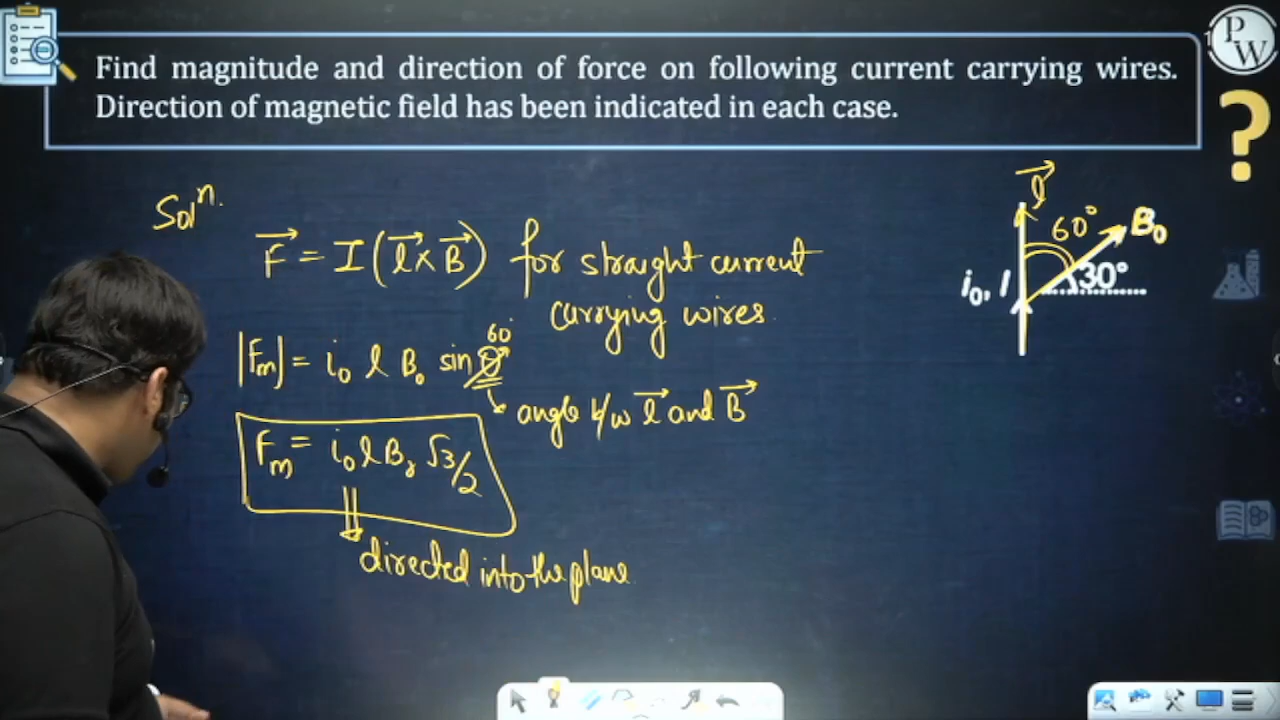 Find magnitude and direction of force on following current carrying wires.
Direction of magnetic field has been indicated in each case.
PW
?
Solⁿ.
F⃗ = I(l⃗ × B⃗) for straight current
carrying wires.
|Fm| = i₀ l B₀ sin θ 60°
angle b/w l⃗ and B⃗
Fm = i₀ l B₀ √3/2
directed into the plane.
l⃗
60°
B₀
30°
i₀, l